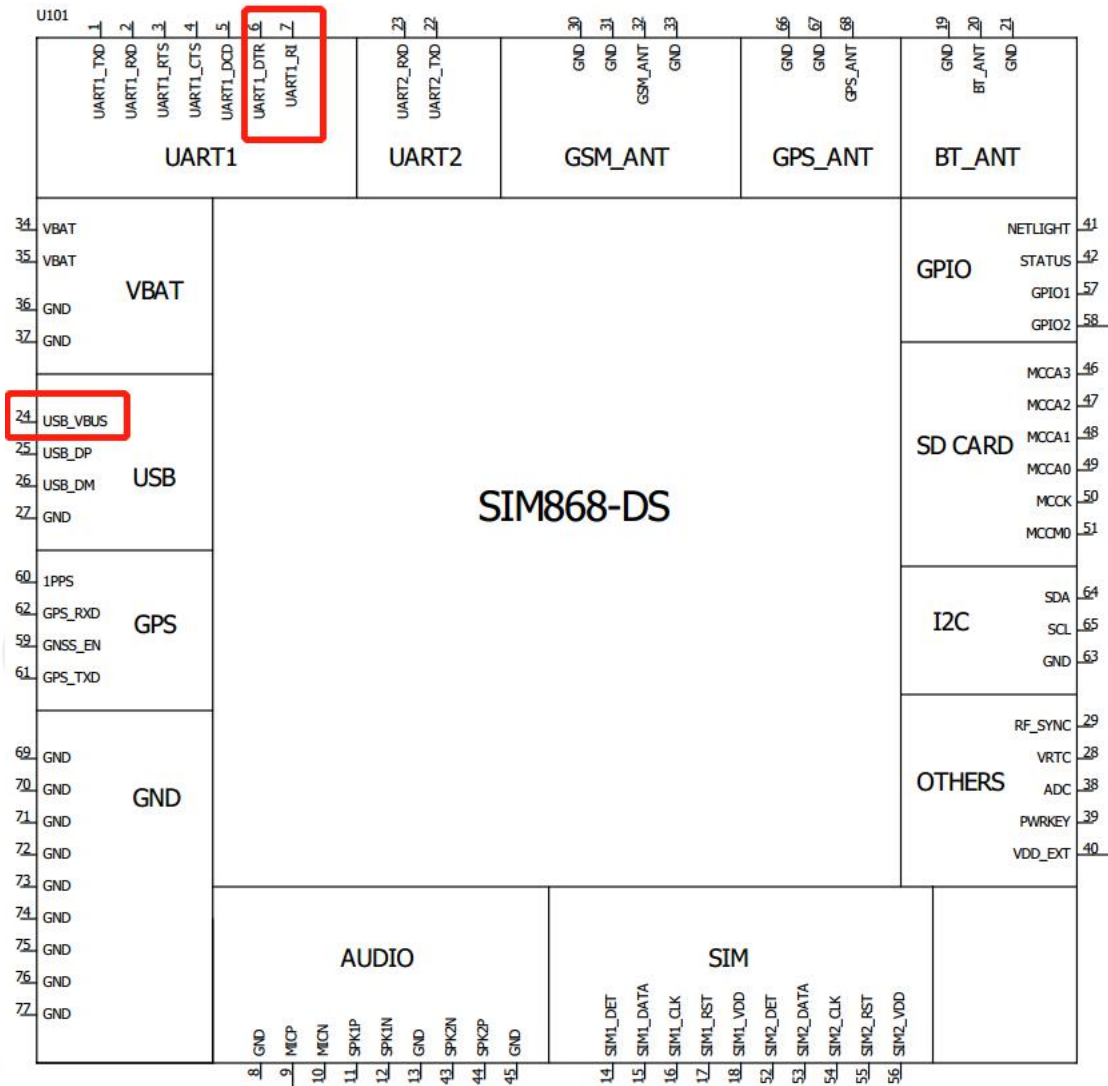 U101
1 2 3 4 5 6 7 23 22 30 31 32 33 66 67 68 19 20 21
UART1_TXD UART1_RXD UART1_RTS UART1_CTS UART1_DCD UART1_DTR UART1_RI UART2_RXD UART2_TXD GND GND GSM_ANT GND GND GND GPS_ANT GND BT_ANT GND
UART1 UART2 GSM_ANT GPS_ANT BT_ANT
34 VBAT
35 VBAT
VBAT
36 GND
37 GND
24 USB_VBUS
25 USB_DP
26 USB_DM
USB
27 GND
60 1PPS
62 GPS_RXD
GPS
59 GNSS_EN
61 GPS_TXD
69 GND
70 GND
GND
71 GND
72 GND
73 GND
74 GND
75 GND
76 GND
77 GND
SIM868-DS
NETLIGHT 41
GPIO
STATUS 42
GPIO1 57
GPIO2 58
MCCA3 46
MCCA2 47
SD CARD
MCCA1 48
MCCA0 49
MCCK 50
MCCM0 51
SDA 64
I2C
SCL 65
GND 63
RF_SYNC 29
VRTC 28
OTHERS
ADC 38
PWRKEY 39
VDD_EXT 40
AUDIO SIM
GND MICP MICN SPK1P SPK1N GND SPK2N SPK2P GND SIM1_DET SIM1_DATA SIM1_CLK SIM1_RST SIM1_VDD SIM2_DET SIM2_DATA SIM2_CLK SIM2_RST SIM2_VDD
8 9 10 11 12 13 43 44 45 14 15 16 17 18 52 53 54 55 56